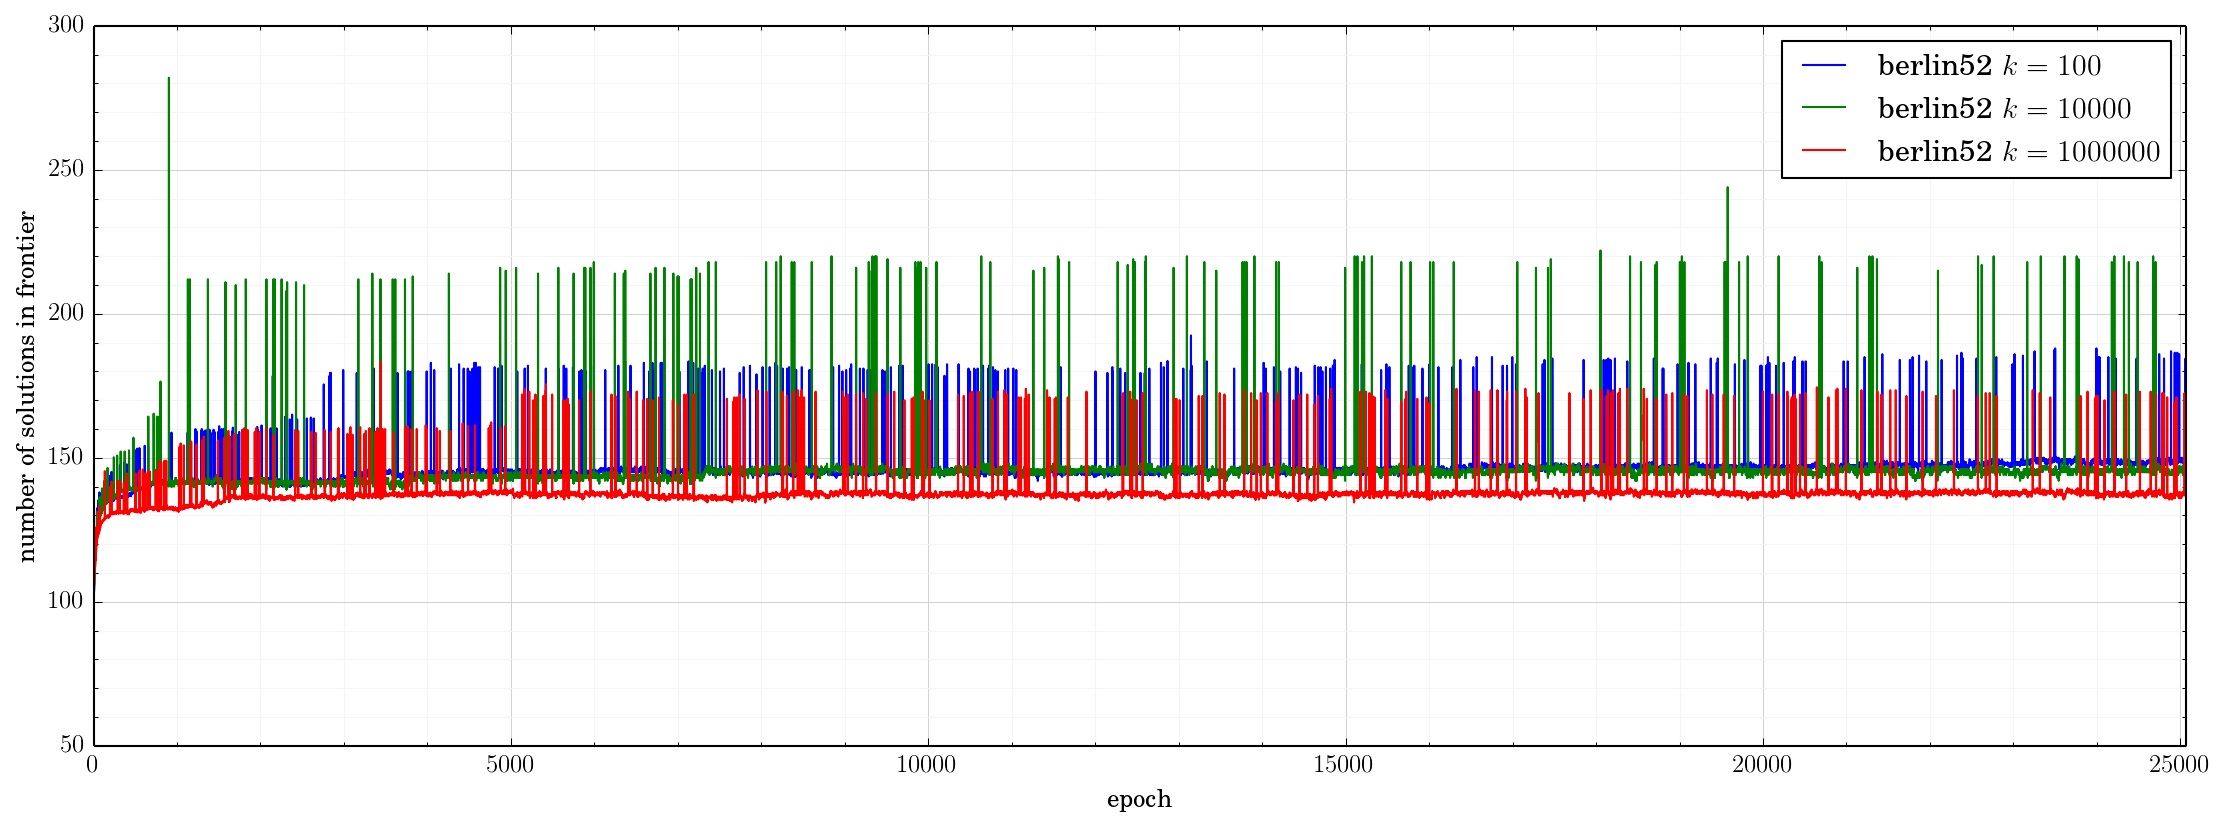 300
250
200
150
100
50
number of solutions in frontier
berlin52 k = 100
berlin52 k = 10000
berlin52 k = 1000000
0 5000 10000 15000 20000 25000
epoch